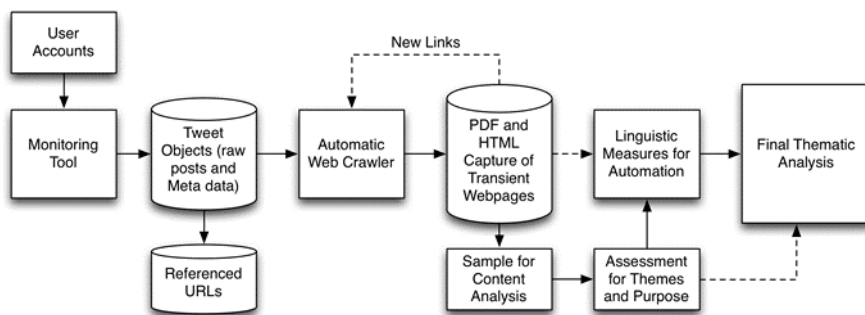 User
Accounts
New Links
Monitoring
Tool
Tweet
Objects (raw
posts and
Meta data)
Automatic
Web Crawler
PDF and
HTML
Capture of
Transient
Webpages
Linguistic
Measures for
Automation
Final Thematic
Analysis
Referenced
URLs
Sample for
Content
Analysis
Assessment
for Themes
and Purpose